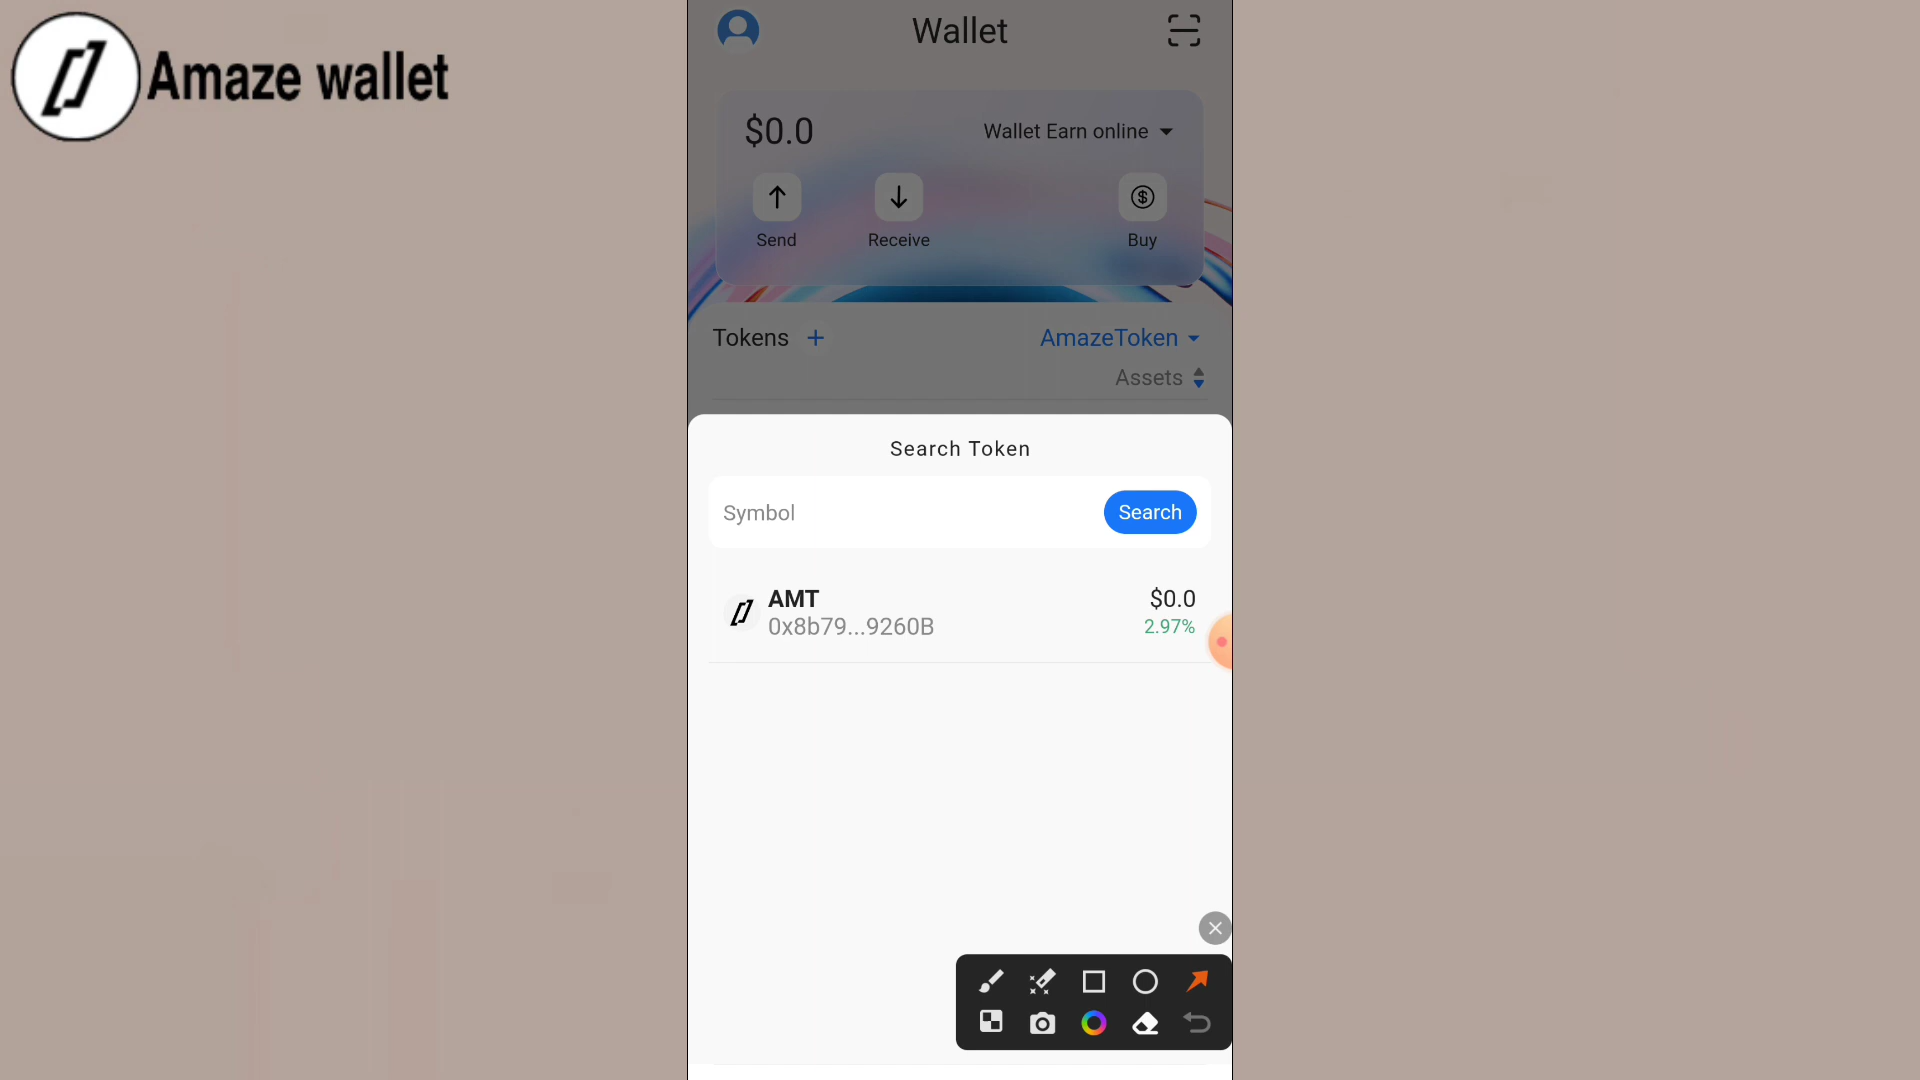 Amaze wallet
Wallet
$0.0
Wallet Earn online
Send
Receive
Buy
Tokens +
AmazeToken
Assets
Search Token
Symbol
Search
AMT
$0.0
0x8b79...9260B
2.97%